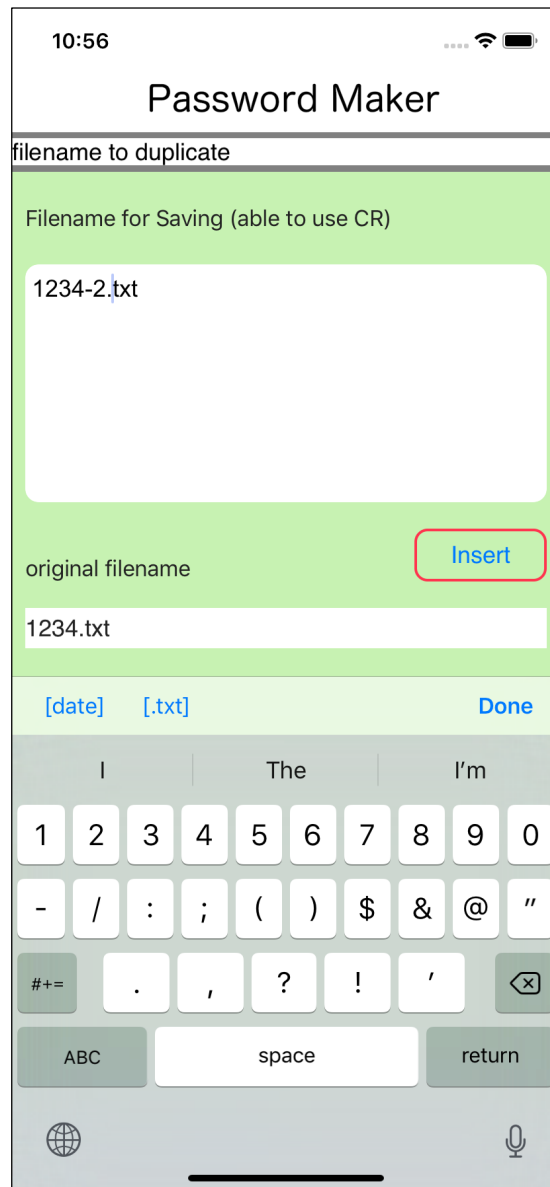 10:56
Password Maker
filename to duplicate
Filename for Saving (able to use CR)
1234-2.txt
Insert
original filename
1234.txt
[date] [.txt] Done
I The I’m
1 2 3 4 5 6 7 8 9 0
- / : ; ( ) $ & @ "
#+= . , ? ! ’
ABC space return